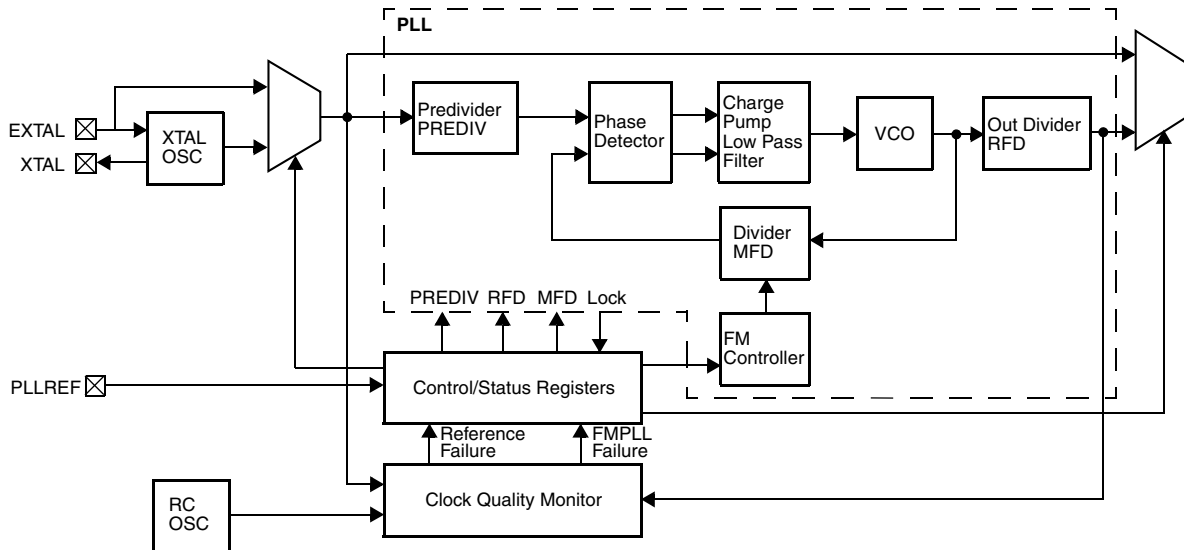 PLL
EXTAL
XTAL
XTAL
OSC
Predivider
PREDIV
Phase
Detector
Charge
Pump
Low Pass
Filter
VCO
Out Divider
RFD
Divider
MFD
PREDIV
RFD
MFD
Lock
FM
Controller
PLLREF
Control/Status Registers
Reference
Failure
FMPLL
Failure
Clock Quality Monitor
RC
OSC